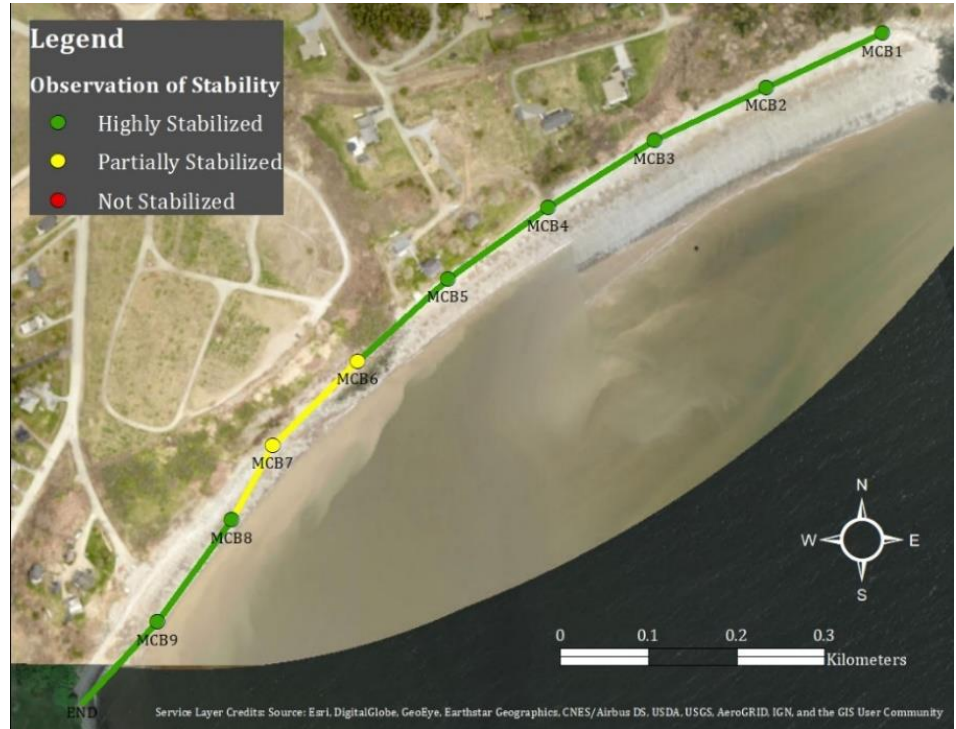 Legend
Observation of Stability
Highly Stabilized
Partially Stabilized
Not Stabilized
MCB1
MCB2
MCB3
MCB4
MCB5
MCB6
MCB7
MCB8
MCB9
END
N
W E
S
0 0.1 0.2 0.3
Kilometers
Service Layer Credits: Source: Esri, DigitalGlobe, GeoEye, Earthstar Geographics, CNES/Airbus DS, USDA, USGS, AeroGRID, IGN, and the GIS User Community